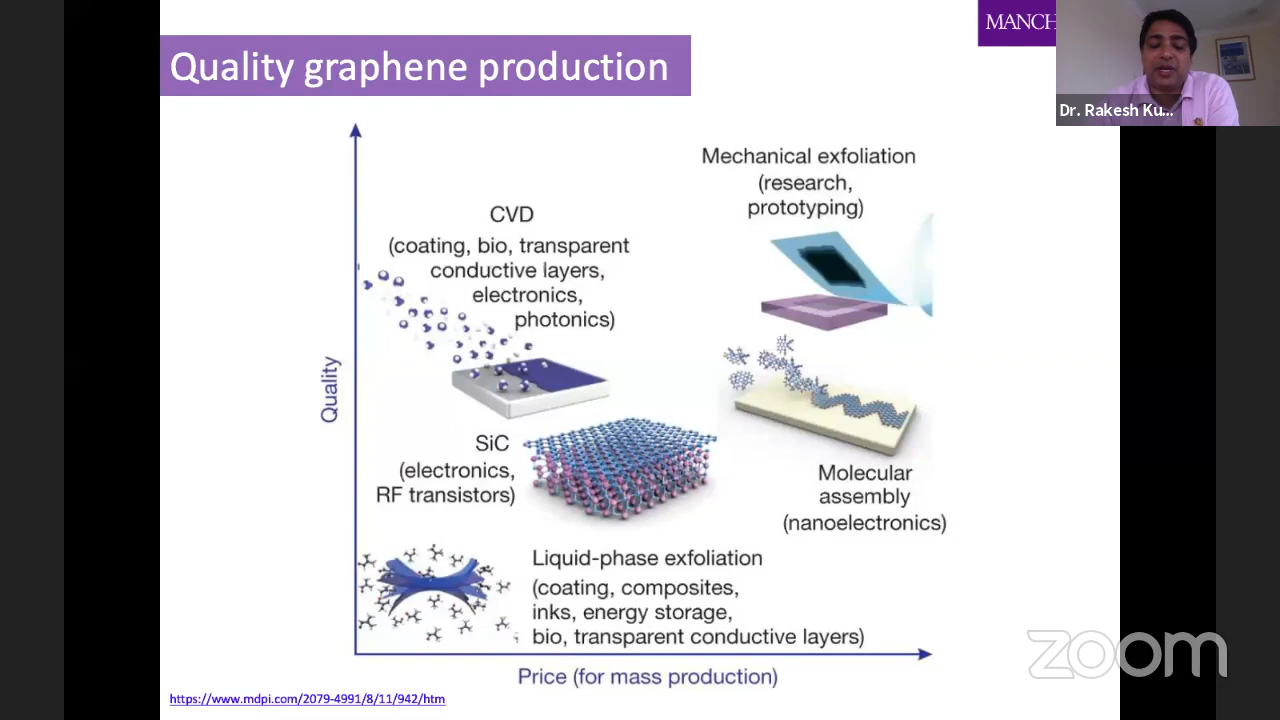 MANCH
Quality graphene production
Dr. Rakesh Ku...
Mechanical exfoliation
(research,
prototyping)
CVD
(coating, bio, transparent
conductive layers,
electronics,
photonics)
Quality
SiC
(electronics,
RF transistors)
Molecular
assembly
(nanoelectronics)
Liquid-phase exfoliation
(coating, composites,
inks, energy storage,
bio, transparent conductive layers)
Price (for mass production)
https://www.mdpi.com/2079-4991/8/11/942/htm
zoom